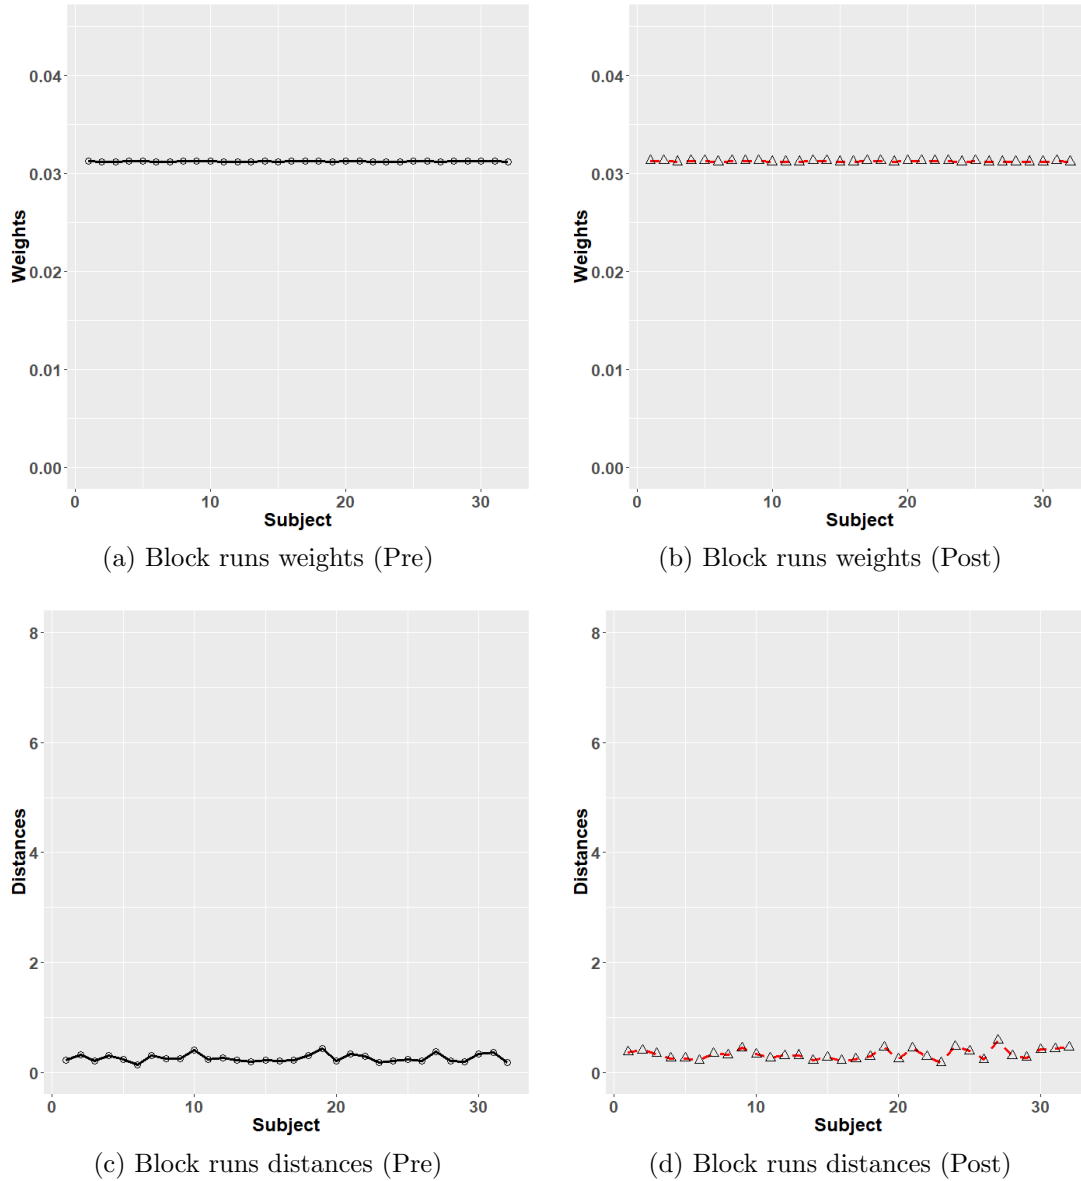 0.04
0.03
0.02
0.01
0.00
Weights
0 10 20 30
Subject
(a) Block runs weights (Pre)
0.04
0.03
0.02
0.01
0.00
Weights
0 10 20 30
Subject
(b) Block runs weights (Post)
8
6
4
2
0
Distances
0 10 20 30
Subject
(c) Block runs distances (Pre)
8
6
4
2
0
Distances
0 10 20 30
Subject
(d) Block runs distances (Post)